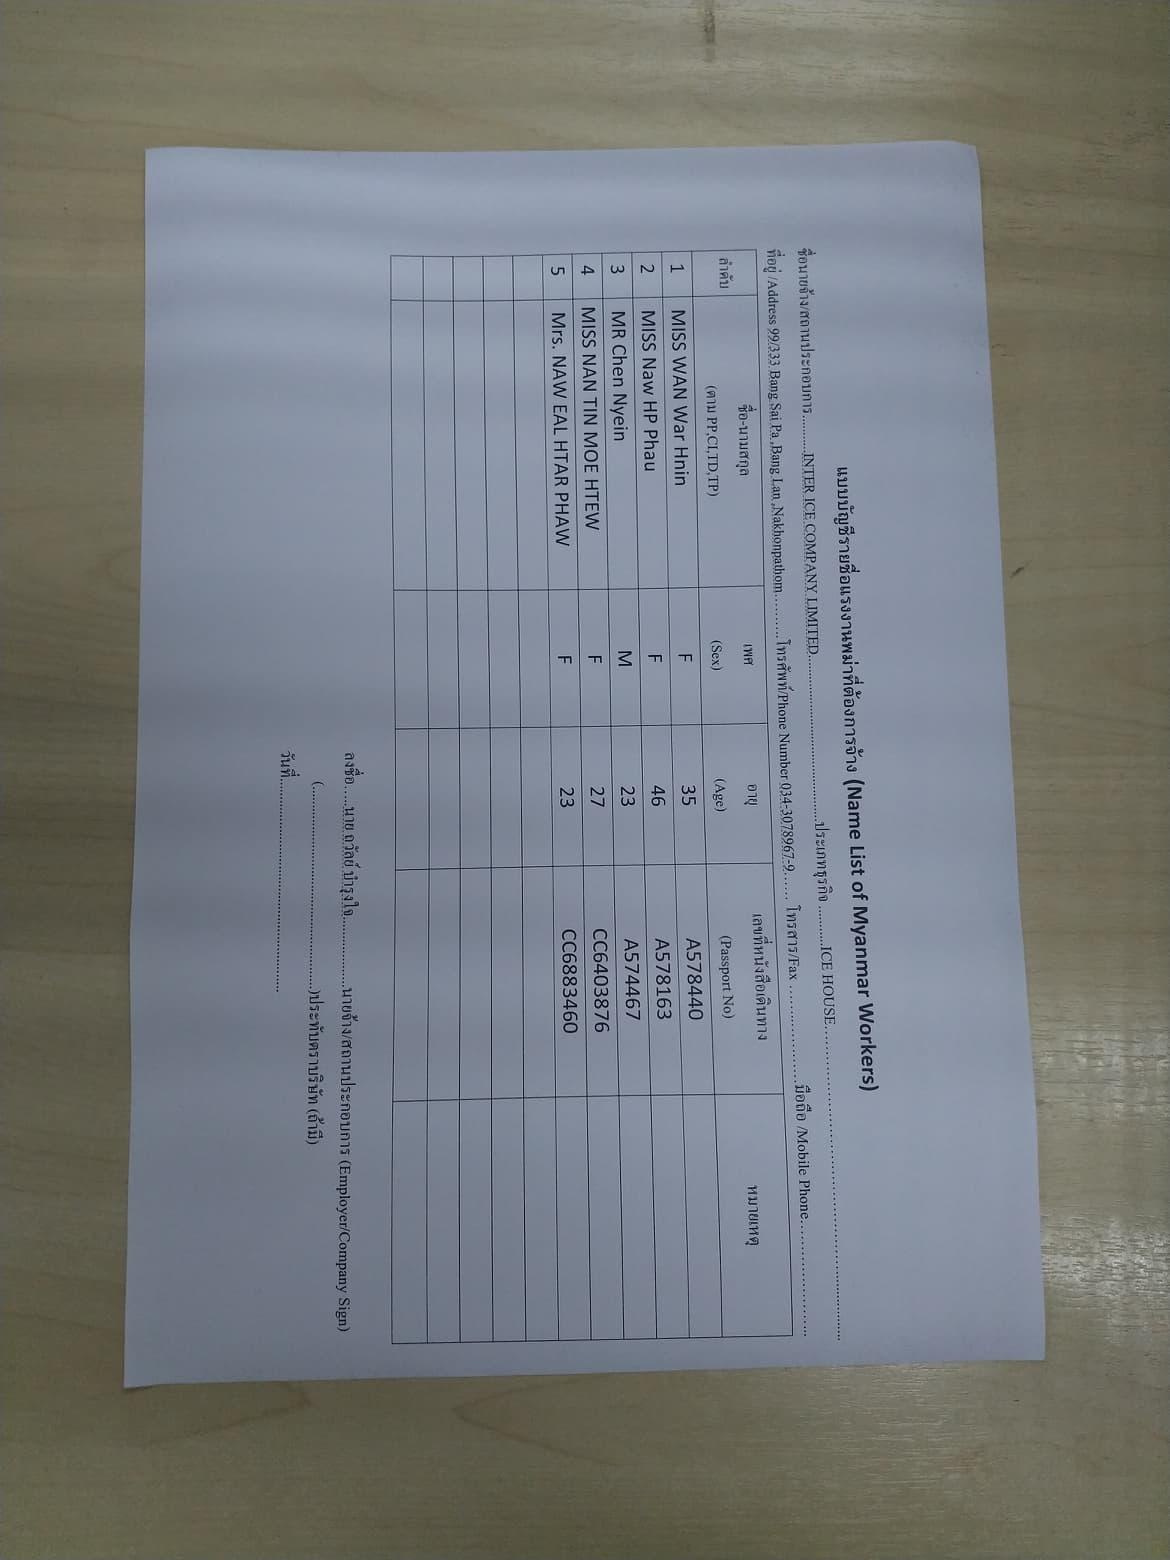 แบบบัญชีรายชื่อแรงงานพม่าที่ต้องการจ้าง (Name List of Myanmar Workers)
ชื่อนายจ้าง/สถานประกอบการ...........INTER ICE COMPANY LIMITED..........................................ประเภทธุรกิจ ...........ICE HOUSE..........................................................................
ที่อยู่ /Address 99/333 Bang Sai Pa ,Bang Lan ,Nakhonpathom..........โทรศัพท์/Phone Number 034-3078967-9...... โทรสาร/Fax ......................มือถือ /Mobile Phone......................
ลำดับ ชื่อ-นามสกุล (ตาม PP,CI,TD,TP) เพศ (Sex) อายุ (Age) เลขที่หนังสือเดินทาง (Passport No) หมายเหตุ
1 MISS WAN War Hnin F 35 A578440
2 MISS Naw HP Phau F 46 A578163
3 MR Chen Nyein M 23 A574467
4 MISS NAN TIN MOE HTEW F 27 CC6403876
5 Mrs. NAW EAL HTAR PHAW F 23 CC6883460
ลงชื่อ.....นาย ถวัลย์ บำรุงใจ.................นายจ้าง/สถานประกอบการ (Employer/Company Sign)
(....................................................)ประทับตราบริษัท (ถ้ามี)
วันที่......................................................